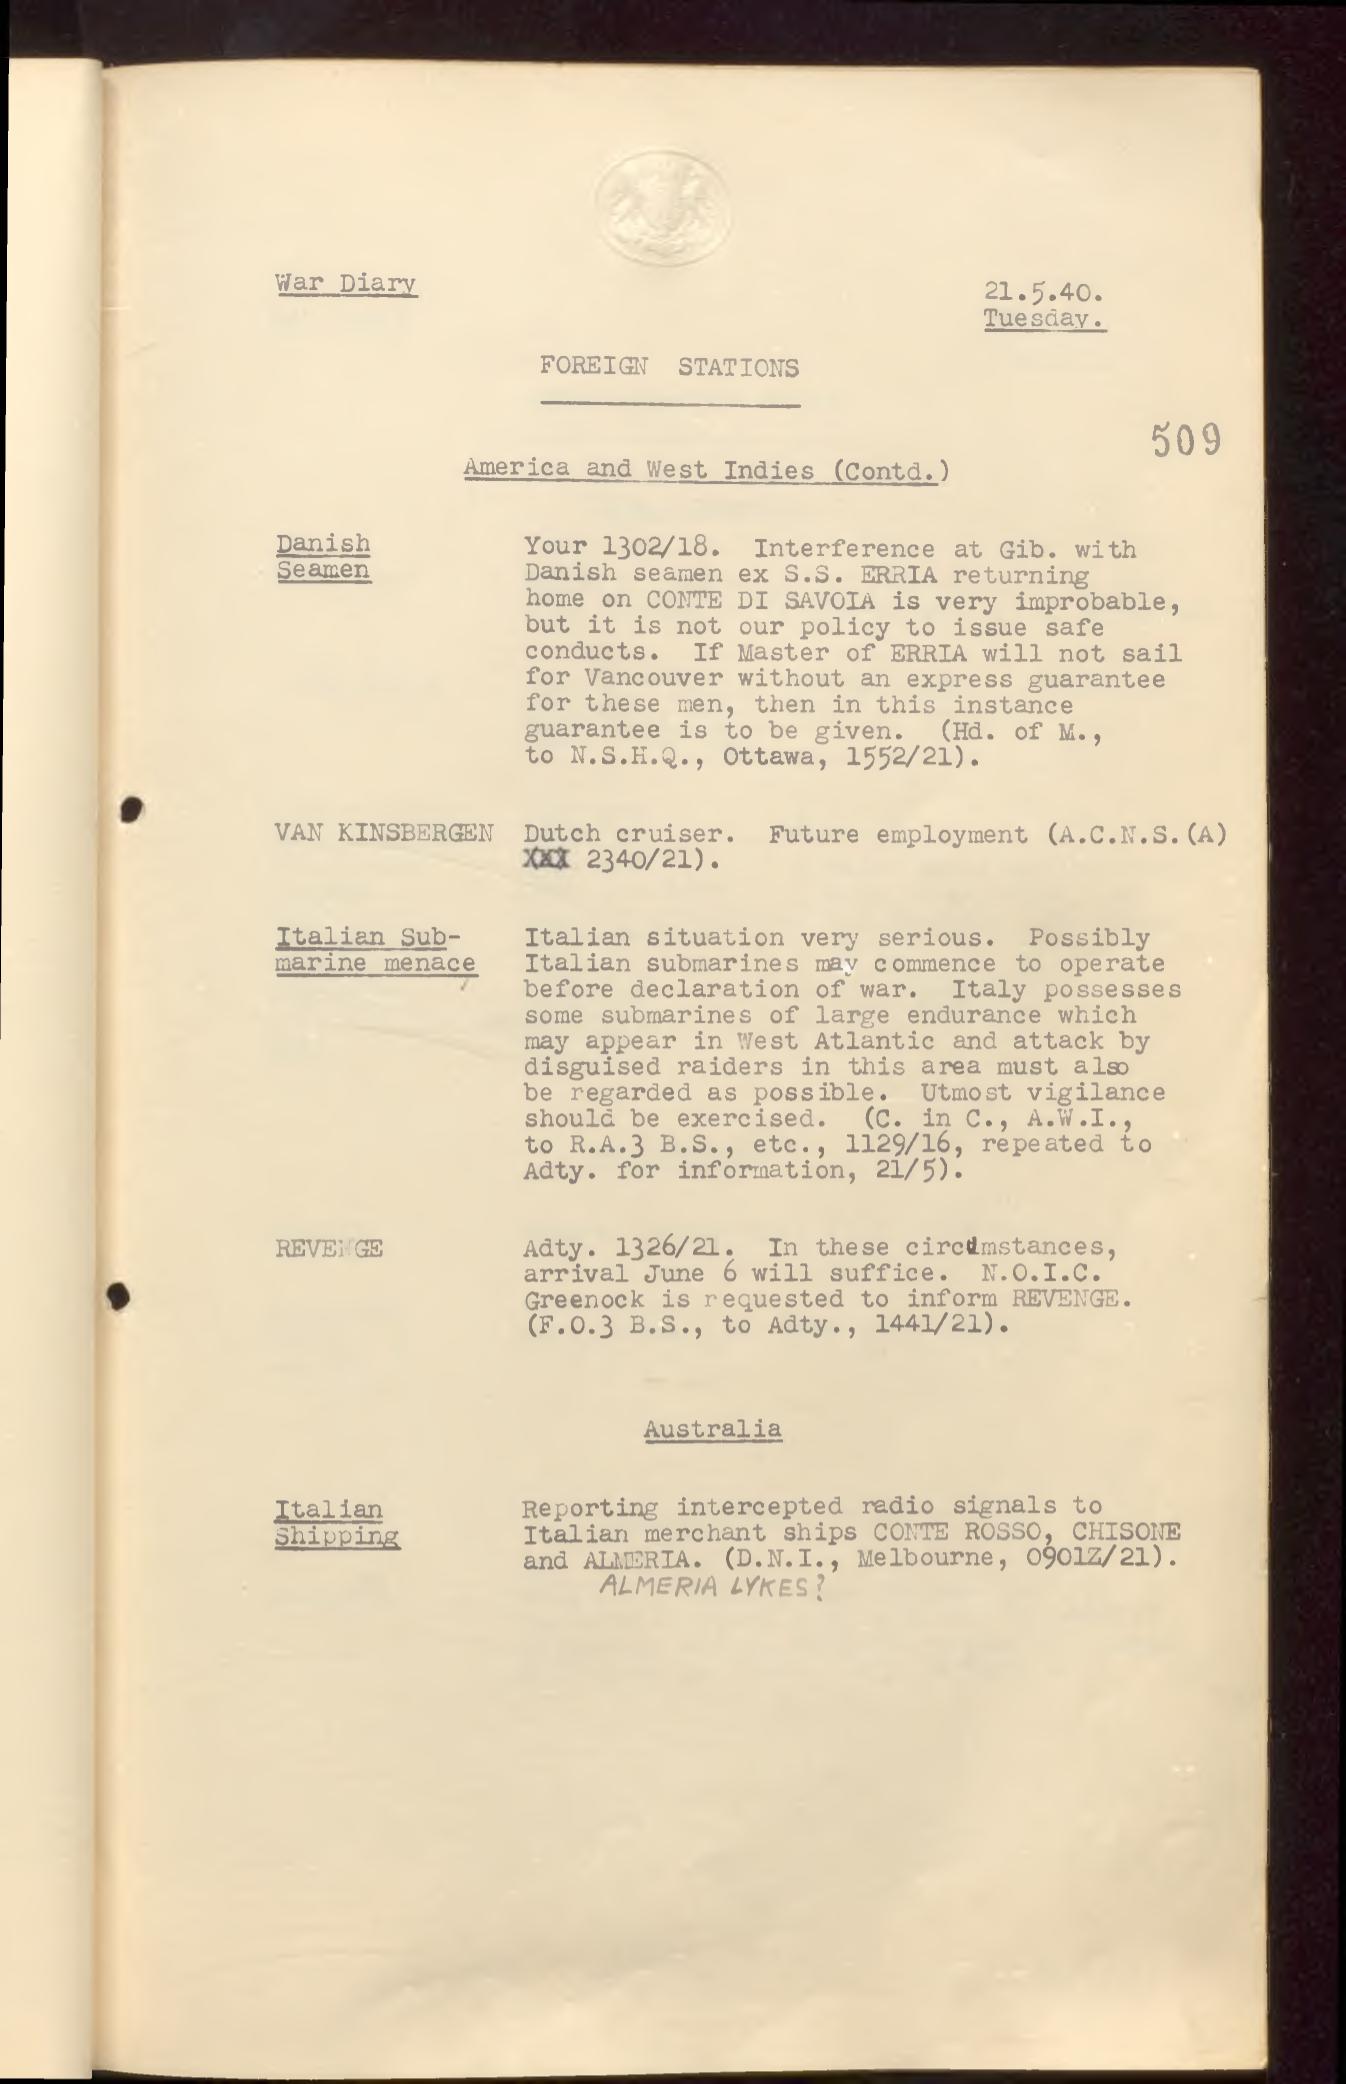 War Diary
21.5.40.
Tuesday.
FOREIGN STATIONS
509
America and West Indies (Contd.)
Danish
Seamen
Your 1302/18. Interference at Gib. with
Danish seamen ex S.S. ERRIA returning
home on CONTE DI SAVOIA is very improbable,
but it is not our policy to issue safe
conducts. If Master of ERRIA will not sail
for Vancouver without an express guarantee
for these men, then in this instance
guarantee is to be given. (Hd. of M.,
to N.S.H.Q., Ottawa, 1552/21).
VAN KINSBERGEN Dutch cruiser. Future employment (A.C.N.S.(A)
XXX 2340/21).
Italian Sub-
marine menace
Italian situation very serious. Possibly
Italian submarines may commence to operate
before declaration of war. Italy possesses
some submarines of large endurance which
may appear in West Atlantic and attack by
disguised raiders in this area must also
be regarded as possible. Utmost vigilance
should be exercised. (C. in C., A.W.I.,
to R.A.3 B.S., etc., 1129/16, repeated to
Adty. for information, 21/5).
REVENGE Adty. 1326/21. In these circumstances,
arrival June 6 will suffice. N.O.I.C.
Greenock is requested to inform REVENGE.
(F.O.3 B.S., to Adty., 1441/21).
Australia
Italian
Shipping
Reporting intercepted radio signals to
Italian merchant ships CONTE ROSSO, CHISONE
and ALMERIA. (D.N.I., Melbourne, 0901Z/21).
ALMERIA LYKES?